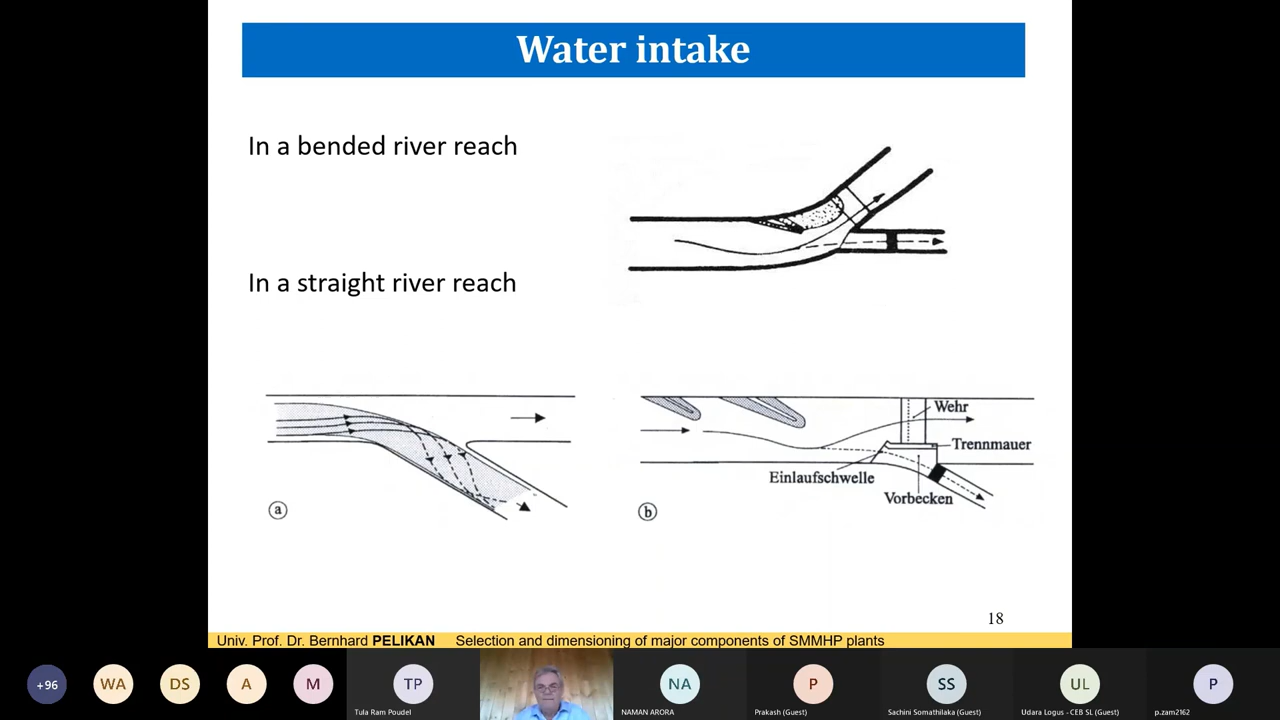 Water intake
In a bended river reach
In a straight river reach
Wehr
Trennmauer
Einlaufschwelle
Vorbecken
a
b
18
Univ. Prof. Dr. Bernhard PELIKAN Selection and dimensioning of major components of SMMHP plants
+96
WA
DS
A
M
TP
NA
P
SS
UL
P
Tula Ram Poudel
NAMAN ARORA
Prakash (Guest)
Sachini Somathilaka (Guest)
Udara Logus - CEB SL (Guest)
p.zam2162